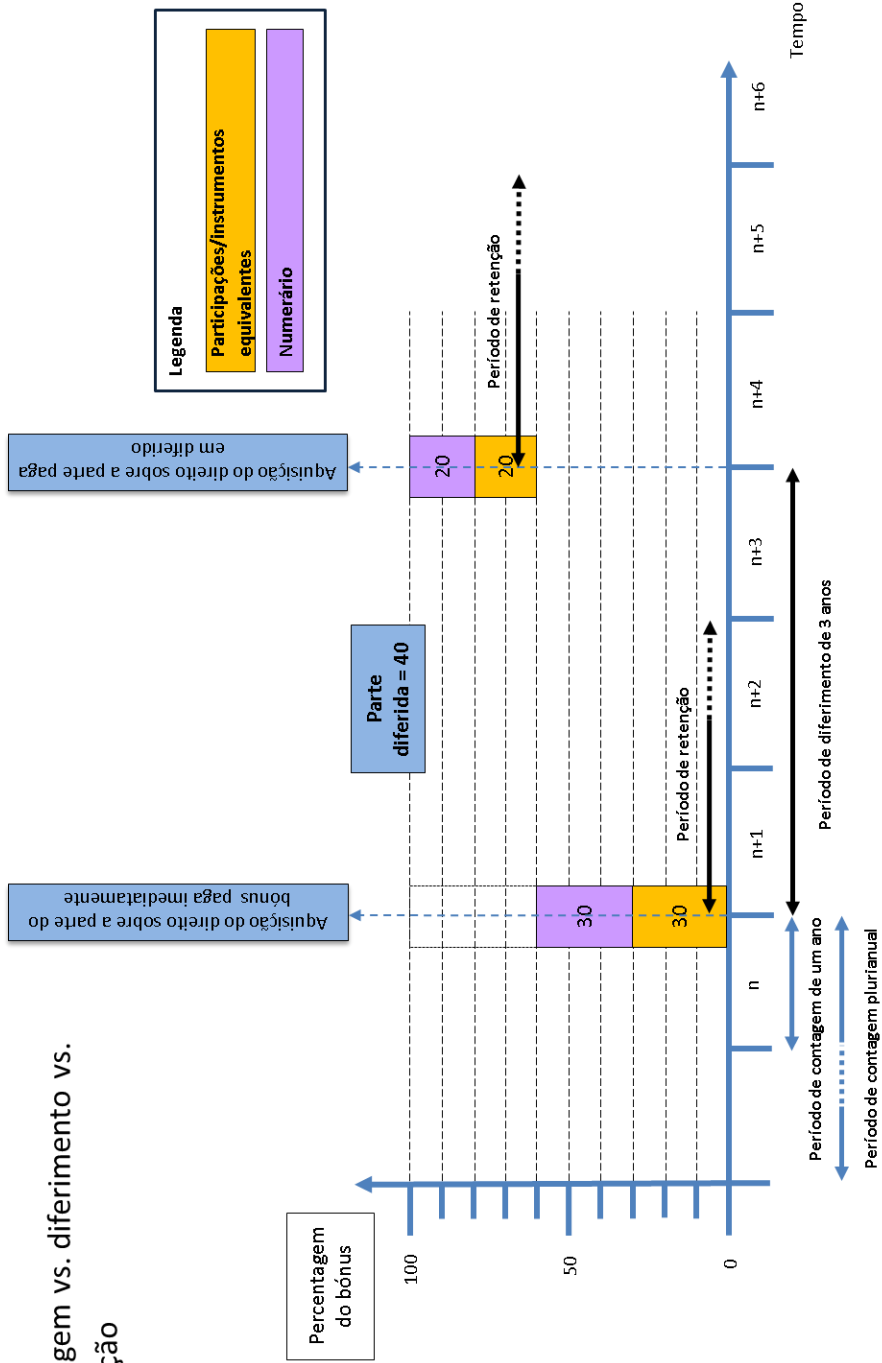 gem vs. diferimento vs.
ção
Percentagem
do bónus
100
50
0
Aquisição do direito sobre a parte do
bónus paga imediatamente
Aquisição do direito sobre a parte paga
em diferido
Legenda
Participações/instrumentos
equivalentes
Numerário
Parte
diferida = 40
30
30
20
20
Período de retenção
Período de retenção
n
n+1
n+2
n+3
n+4
n+5
n+6
Tempo
Período de contagem de um ano
Período de diferimento de 3 anos
Período de contagem plurianual